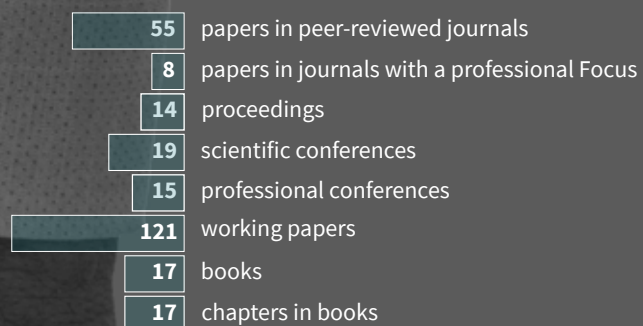 55 papers in peer-reviewed journals
8 papers in journals with a professional Focus
14 proceedings
19 scientific conferences
15 professional conferences
121 working papers
17 books
17 chapters in books